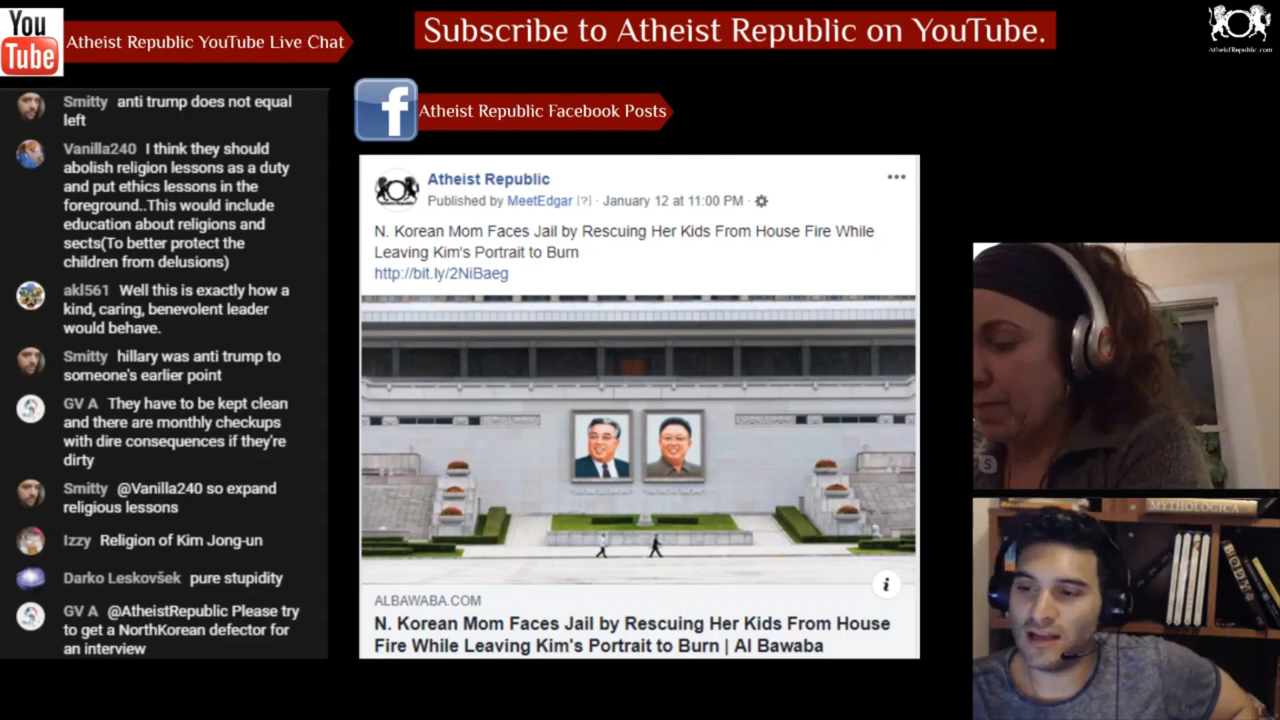 You
Tube
Atheist Republic YouTube Live Chat
Subscribe to Atheist Republic on YouTube.
AtheistRepublic.com
Smitty anti trump does not equal
left
Vanilla240 I think they should
abolish religion lessons as a duty
and put ethics lessons in the
foreground..This would include
education about religions and
sects(To better protect the
children from delusions)
akl561 Well this is exactly how a
kind, caring, benevolent leader
would behave.
Smitty hillary was anti trump to
someone's earlier point
GV A They have to be kept clean
and there are monthly checkups
with dire consequences if they're
dirty
Smitty @Vanilla240 so expand
religious lessons
Izzy Religion of Kim Jong-un
Darko Leskovšek pure stupidity
GV A @AtheistRepublic Please try
to get a NorthKorean defector for
an interview
f
Atheist Republic Facebook Posts
Atheist Republic
Published by MeetEdgar [?] · January 12 at 11:00 PM ·
N. Korean Mom Faces Jail by Rescuing Her Kids From House Fire While
Leaving Kim's Portrait to Burn
http://bit.ly/2NiBaeg
i
ALBAWABA.COM
N. Korean Mom Faces Jail by Rescuing Her Kids From House
Fire While Leaving Kim's Portrait to Burn | Al Bawaba
S
MYTHOLOGICA
BODY